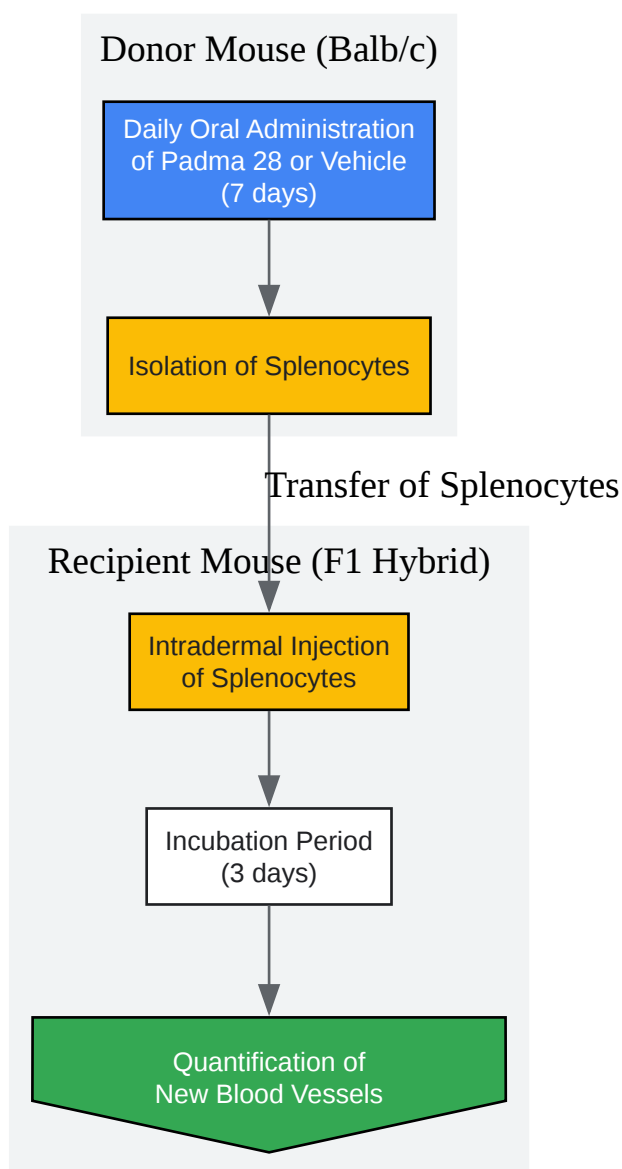 Donor Mouse (Balb/c)
Daily Oral Administration
of Padma 28 or Vehicle
(7 days)
Isolation of Splenocytes
Transfer of Splenocytes
Recipient Mouse (F1 Hybrid)
Intradermal Injection
of Splenocytes
Incubation Period
(3 days)
Quantification of
New Blood Vessels